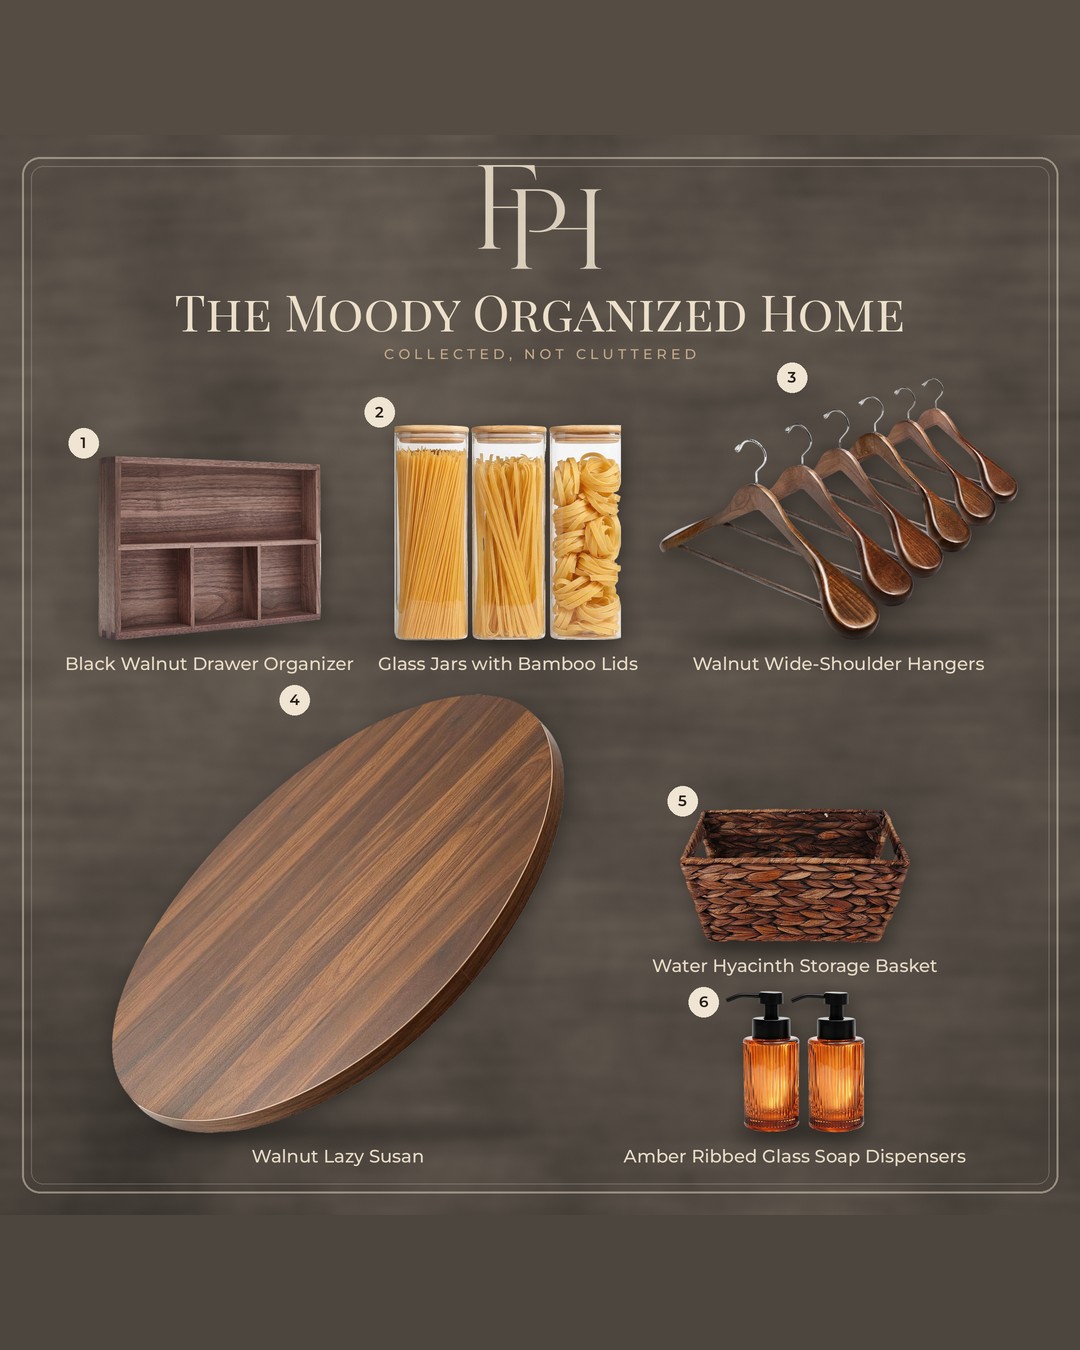 FPH
The Moody Organized Home
COLLECTED, NOT CLUTTERED
1
Black Walnut Drawer Organizer
2
Glass Jars with Bamboo Lids
3
Walnut Wide-Shoulder Hangers
4
Walnut Lazy Susan
5
Water Hyacinth Storage Basket
6
Amber Ribbed Glass Soap Dispensers